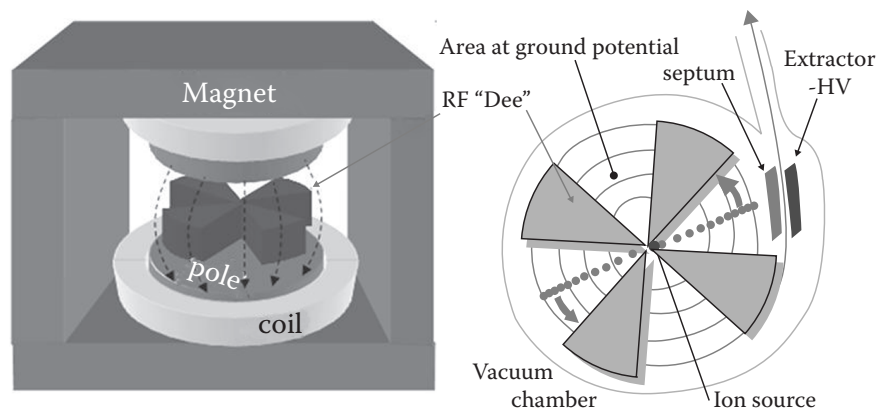 Magnet
RF “Dee”
pole
coil
Area at ground potential
septum
Extractor
-HV
Vacuum
chamber
Ion source